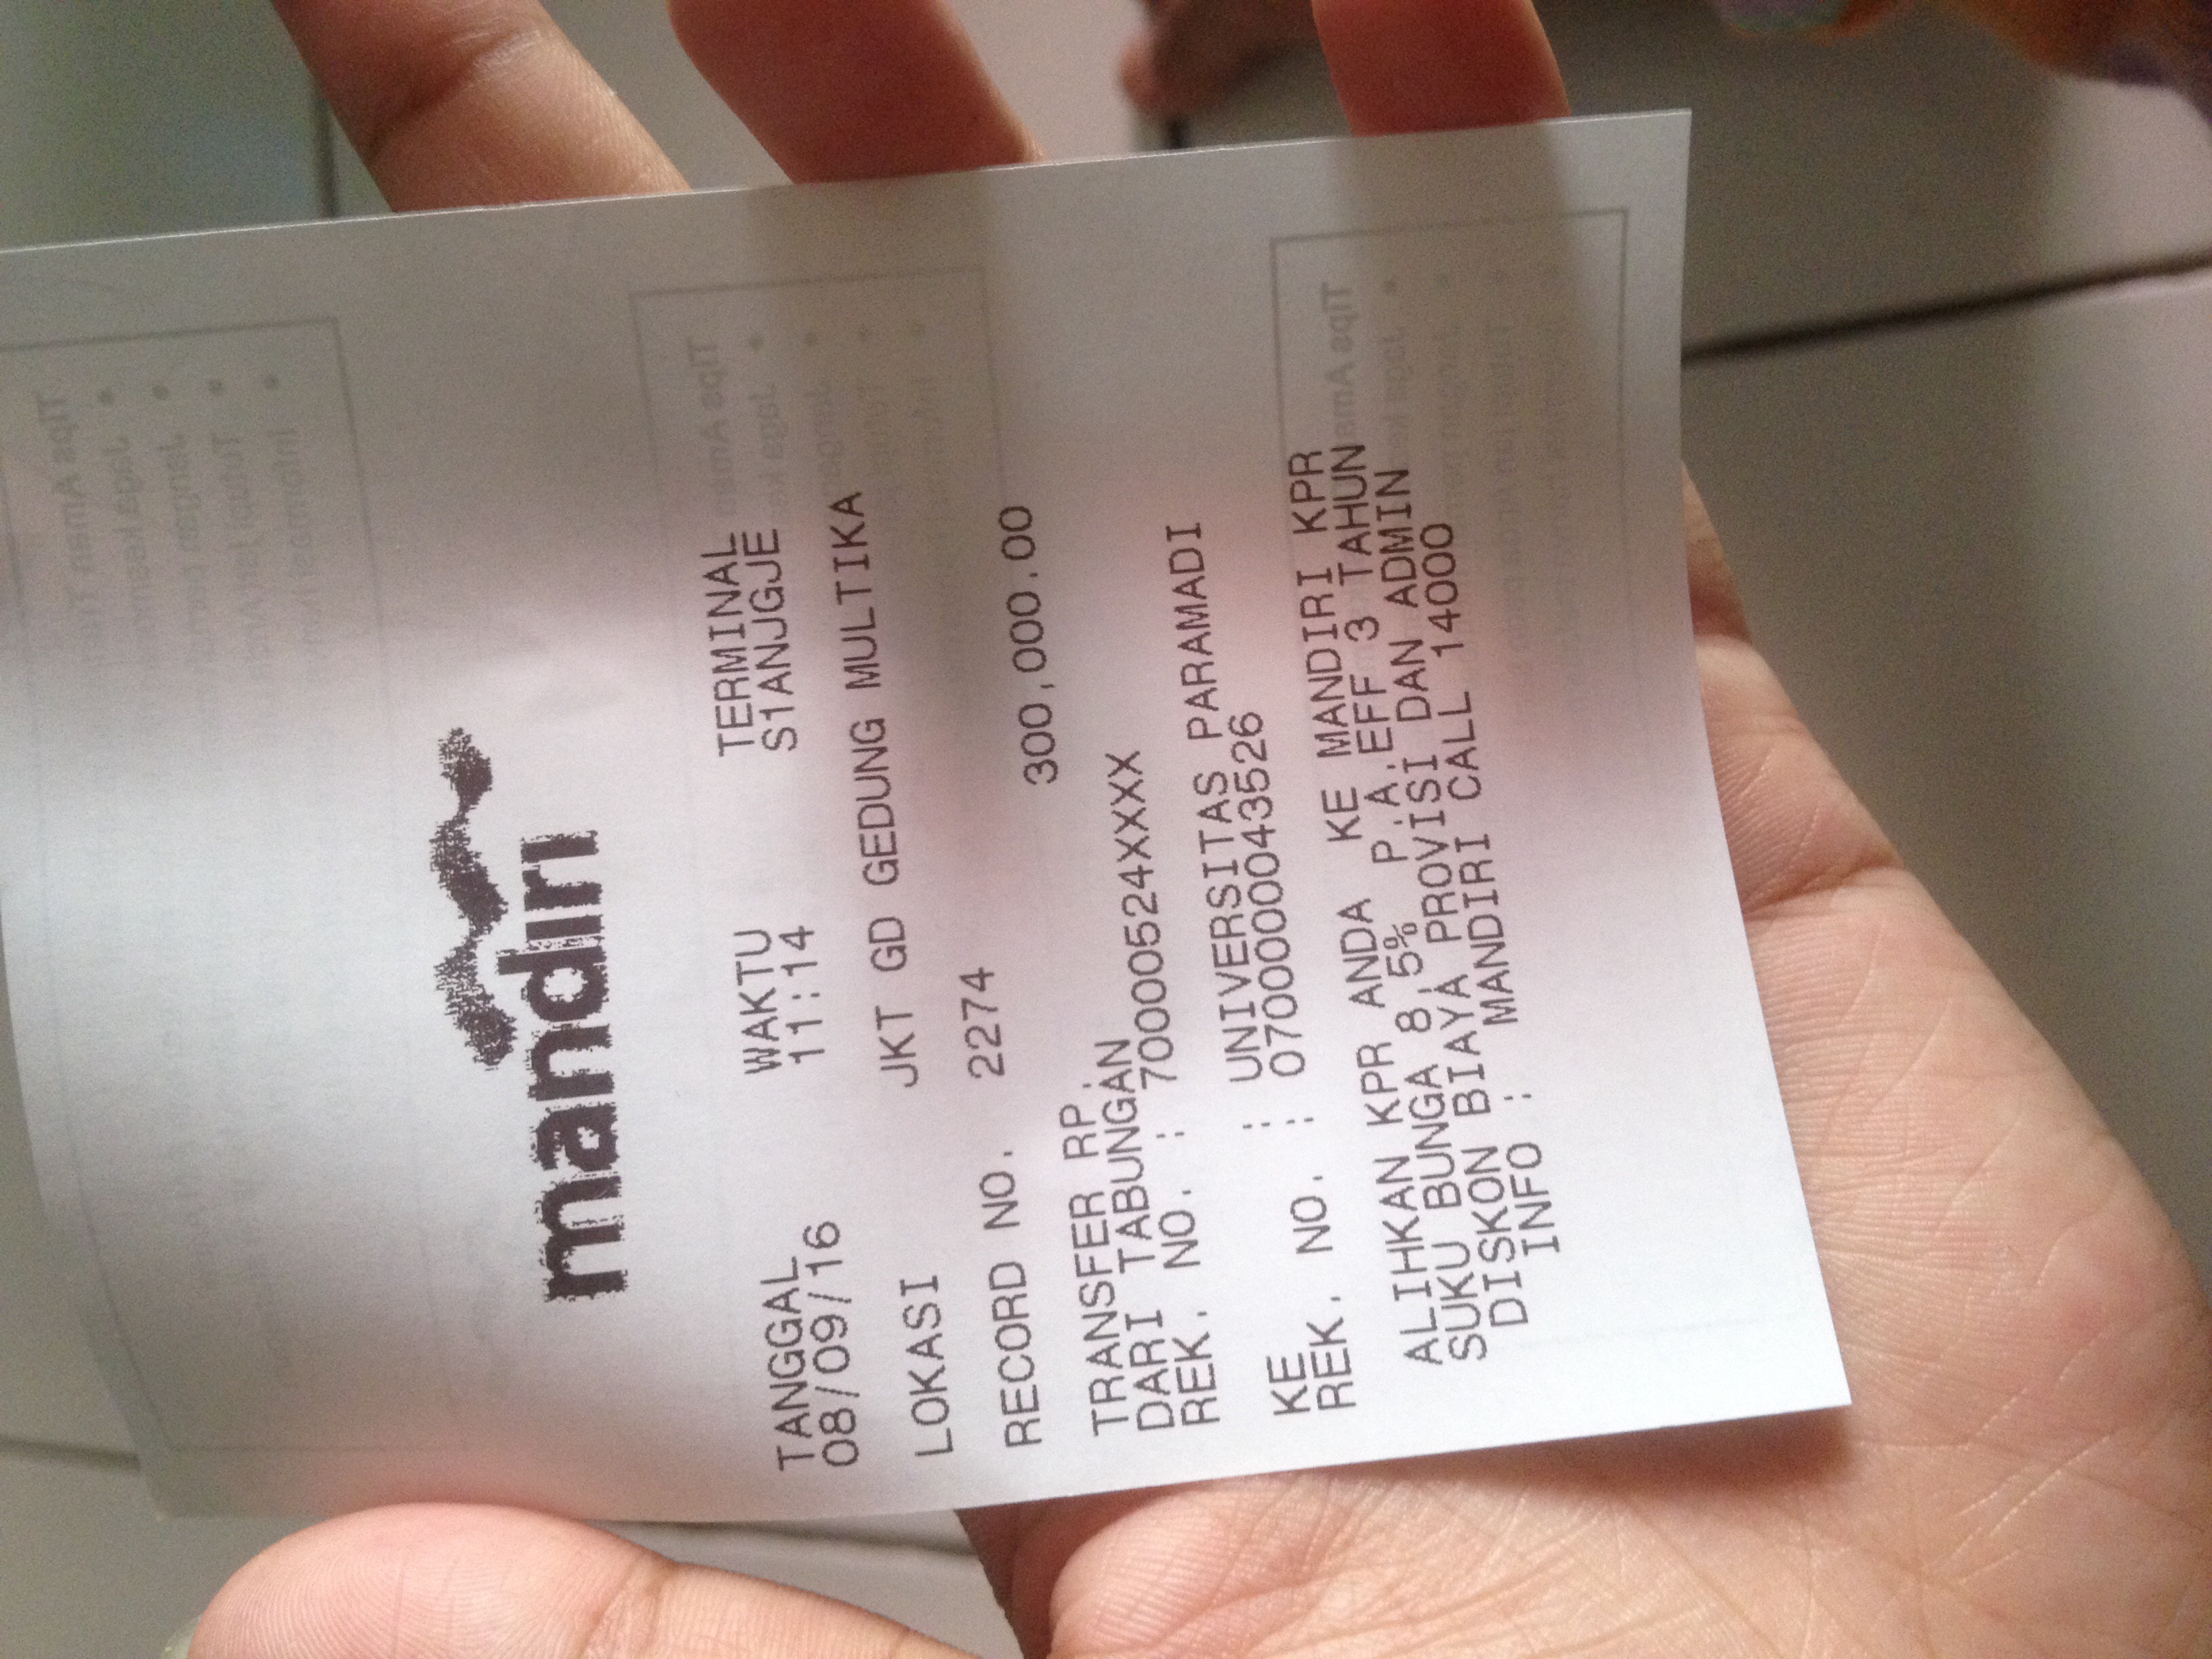 mandiri
TANGGAL WAKTU TERMINAL
08/09/16 11:14 S1ANJGJE
LOKASI JKT GD GEDUNG MULTIKA
RECORD NO. 2274
TRANSFER RP. 300,000.00
DARI TABUNGAN
REK. NO. : 70000524XXXX
KE : UNIVERSITAS PARAMADI
REK. NO. : 0700000043526
ALIHKAN KPR ANDA KE MANDIRI KPR
SUKU BUNGA 8,5% P.A.EFF 3 TAHUN
DISKON BIAYA PROVISI DAN ADMIN
INFO : MANDIRI CALL 14000